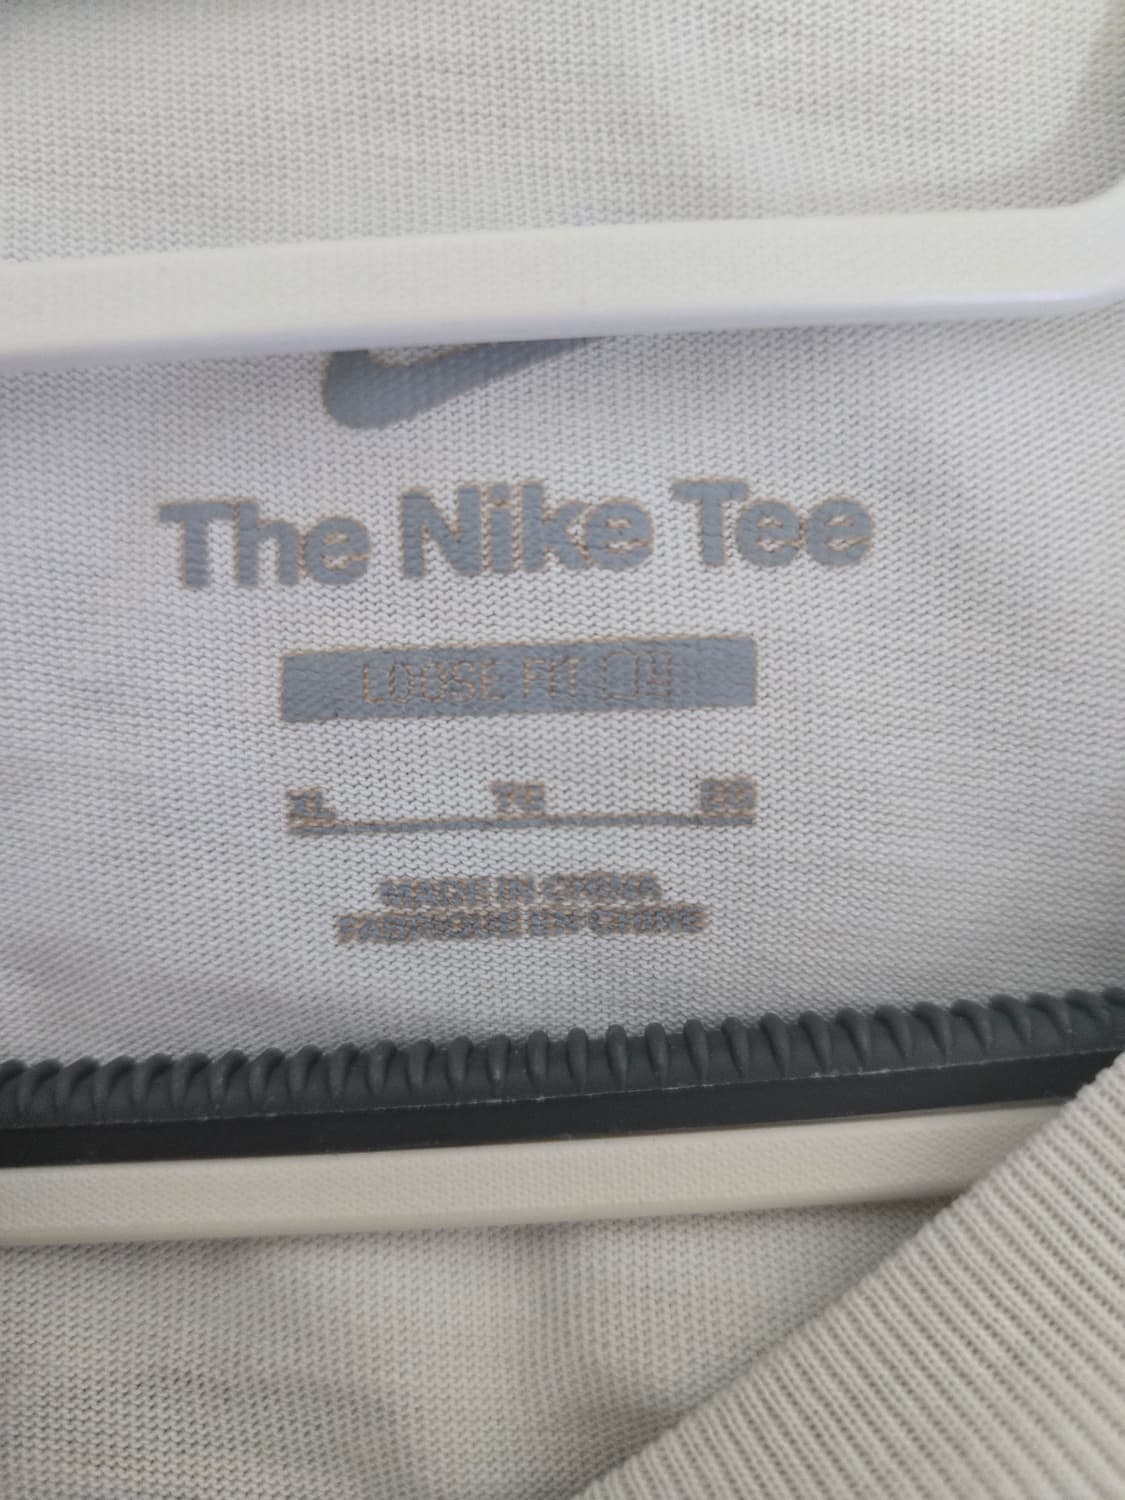 The Nike Tee
LOOSE FIT
XL TG EG
MADE IN CHINA
FABRIQUÉ EN CHINE